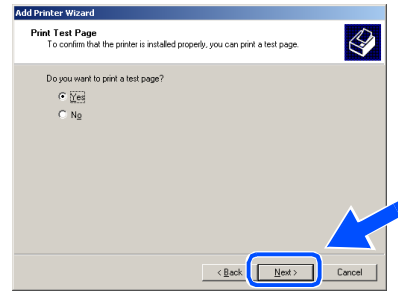 Add Printer Wizard
Print Test Page
To confirm that the printer is installed properly, you can print a test page.
Do you want to print a test page?
Yes
No
< Back
Next >
Cancel